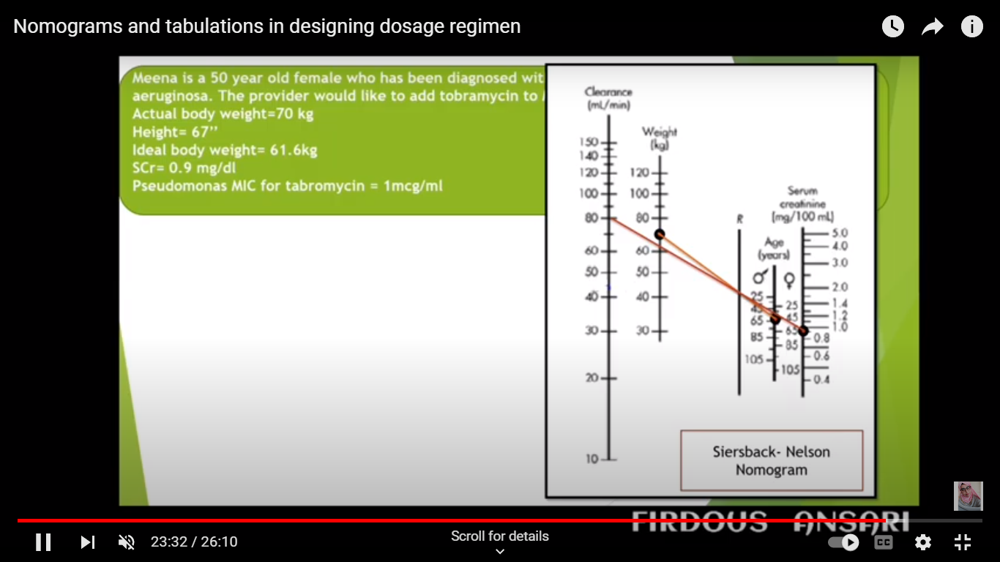 Nomograms and tabulations in designing dosage regimen
Meena is a 50 year old female who has been diagnosed wit
aeruginosa. The provider would like to add tobramycin to
Actual body weight=70 kg
Height= 67’’
Ideal body weight= 61.6kg
SCr= 0.9 mg/dl
Pseudomonas MIC for tabromycin = 1mcg/ml
Clearance
(mL/min)
150
140
120
100
80
60
50
40
30
20
10
Weight
(kg)
120
100
80
60
50
40
30
R
Age
(years)
♂ ♀
25
45
65
85
105
25
45
65
85
105
Serum
creatinine
(mg/100 mL)
5.0
4.0
3.0
2.0
1.4
1.2
1.0
0.8
0.6
0.4
Siersback- Nelson
Nomogram
FIRDOUS ANSARI
23:32 / 26:10
Scroll for details
CC